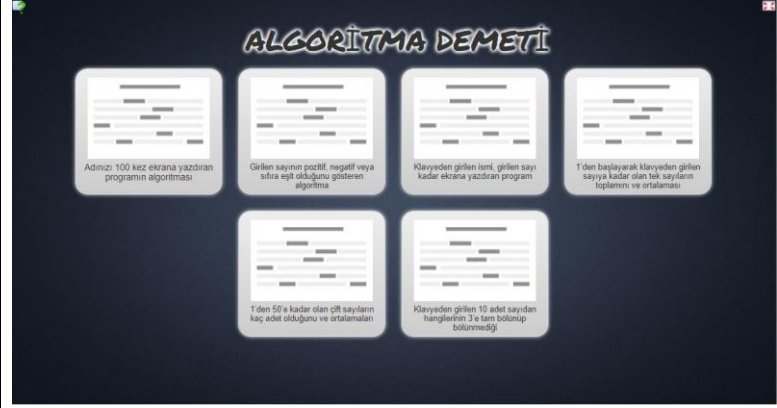 ALGORİTMA DEMETİ
Adınızı 100 kez ekrana yazdıran
programın algoritması
Girilen sayının pozitif, negatif veya
sıfıra eşit olduğunu gösteren
algoritma
Klavyeden girilen ismi, girilen sayı
kadar ekrana yazdıran program
1'den başlayarak klavyeden girilen
sayıya kadar olan tek sayıların
toplamını ve ortalaması
1'den 50'e kadar olan çift sayıların
kaç adet olduğunu ve ortalamaları
Klavyeden girilen 10 adet sayıdan
hangilerinin 3'e tam bölünüp
bölünmediği